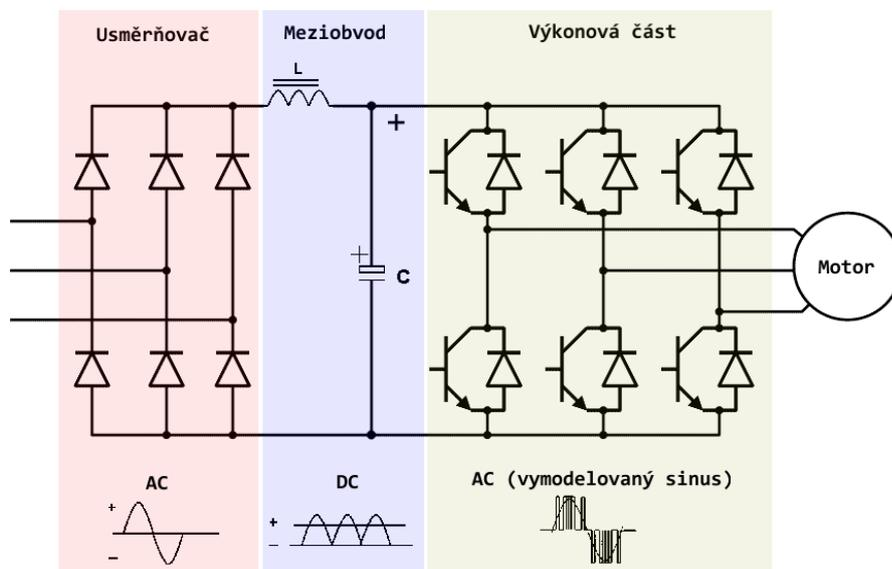 Usměrňovač
Meziobvod
Výkonová část
L
+
+
C
Motor
AC
DC
AC (vymodelovaný sinus)
+
−
+
−